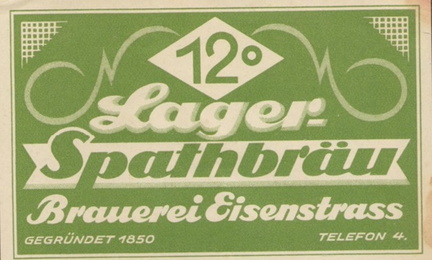 12°
Lager-
Spathbräu
Brauerei Eisenstrass
GEGRÜNDET 1850 TELEFON 4.